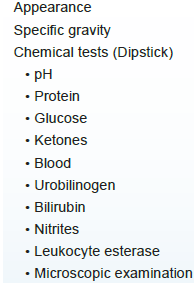 Appearance
Specific gravity
Chemical tests (Dipstick)
• pH
• Protein
• Glucose
• Ketones
• Blood
• Urobilinogen
• Bilirubin
• Nitrites
• Leukocyte esterase
• Microscopic examination